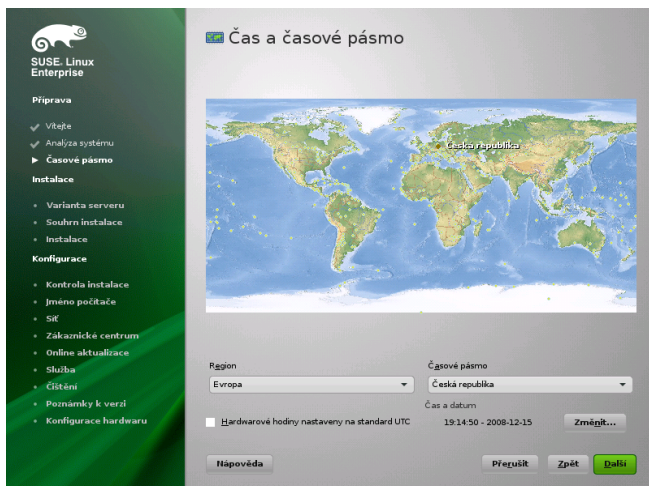 SUSE. Linux
Enterprise
Příprava
Vítejte
Analýza systému
Časové pásmo
Instalace
Varianta serveru
Souhrn instalace
Instalace
Konfigurace
Kontrola instalace
Jméno počítače
Síť
Zákaznické centrum
Online aktualizace
Služba
Čištění
Poznámky k verzi
Konfigurace hardwaru
Čas a časové pásmo
Česká republika
Region
Časové pásmo
Evropa
Česká republika
Čas a datum
Hardwarové hodiny nastaveny na standard UTC
19:14:50 - 2008-12-15
Změnit...
Nápověda
Přerušit
Zpět
Další